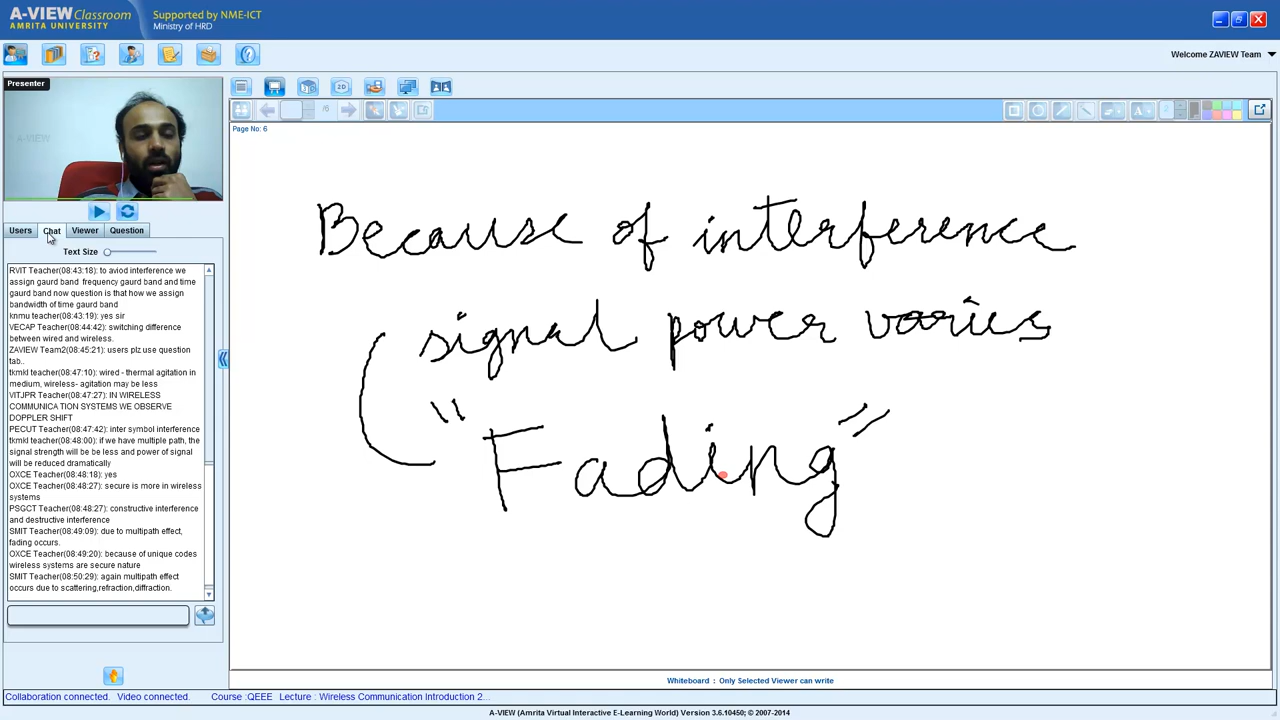 A-VIEW Classroom
AMRITA UNIVERSITY
Supported by NME-ICT
Ministry of HRD
Welcome ZAVIEW Team
Presenter
A-VIEW
/6
2D
A
2
Page No: 6
Users
Chat
Viewer
Question
Text Size
RVIT Teacher(08:43:18): to aviod interference we
assign gaurd band  frequency gaurd band and time
gaurd band now question is that how we assign
bandwidth of time gaurd band
knmu teacher(08:43:19): yes sir
VECAP Teacher(08:44:42): switching difference
between wired and wireless.
ZAVIEW Team2(08:45:21): users plz use question
tab..
tkmkl teacher(08:47:10): wired - thermal agitation in
medium, wireless- agitation may be less
VITJPR Teacher(08:47:27): IN WIRELESS
COMMUNICA TION SYSTEMS WE OBSERVE
DOPPLER SHIFT
PECUT Teacher(08:47:42): inter symbol interference
tkmkl teacher(08:48:00): if we have multiple path, the
signal strength will be be less and power of signal
will be reduced dramatically
OXCE Teacher(08:48:18): yes
OXCE Teacher(08:48:27): secure is more in wireless
systems
PSGCT Teacher(08:48:27): constructive interference
and destructive interference
SMIT Teacher(08:49:09): due to multipath effect,
fading occurs.
OXCE Teacher(08:49:20): because of unique codes
wireless systems are secure nature
SMIT Teacher(08:50:29): again multipath effect
occurs due to scattering,refraction,diffraction.
Because of interference
signal power varies
"Fading"
Whiteboard : Only Selected Viewer can write
Collaboration connected. Video connected. Course :QEEE Lecture : Wireless Communication Introduction 2...
A-VIEW (Amrita Virtual Interactive E-Learning World) Version 3.6.10450; © 2007-2014